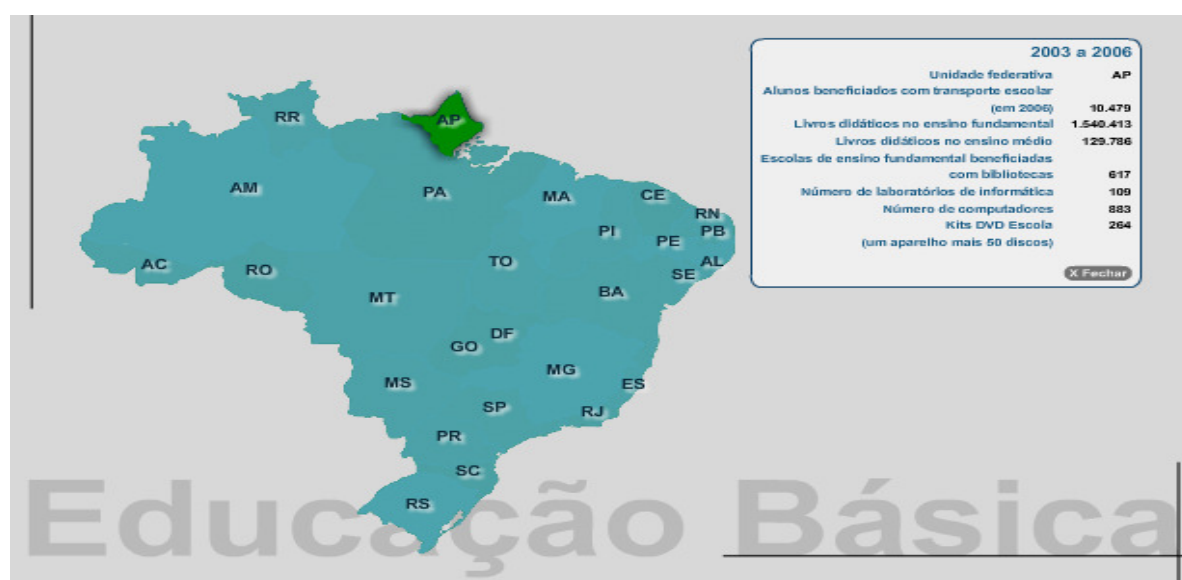 2003 a 2006
Unidade federativa AP
Alunos beneficiados com transporte escolar
(em 2006) 10.479
Livros didáticos no ensino fundamental 1.540.413
Livros didáticos no ensino médio 129.786
Escolas de ensino fundamental beneficiadas
com bibliotecas 617
Número de laboratórios de informática 109
Número de computadores 883
Kits DVD Escola 264
(um aparelho mais 50 discos)
X Fechar
RR
AP
AM
PA
MA
CE
RN
PI
PB
PE
AC
RO
TO
AL
SE
MT
BA
DF
GO
MG
MS
ES
SP
RJ
PR
SC
RS
Educação Básica